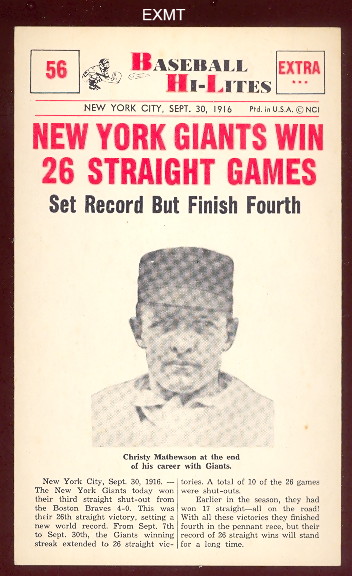 EXMT
56
BASEBALL
HI-LITES
EXTRA
...
NEW YORK CITY, SEPT. 30, 1916 Ptd. in U.S.A. © NCI
NEW YORK GIANTS WIN
26 STRAIGHT GAMES
Set Record But Finish Fourth
Christy Mathewson at the end
of his career with Giants.
New York City, Sept. 30, 1916. —
The New York Giants today won
their third straight shut-out from
the Boston Braves 4-0. This was
their 26th straight victory, setting a
new world record. From Sept. 7th
to Sept. 30th, the Giants winning
streak extended to 26 straight vic-
tories. A total of 10 of the 26 games
were shut-outs.
Earlier in the season, they had
won 17 straight—all on the road!
With all these victories they finished
fourth in the pennant race, but their
record of 26 straight wins will stand
for a long time.